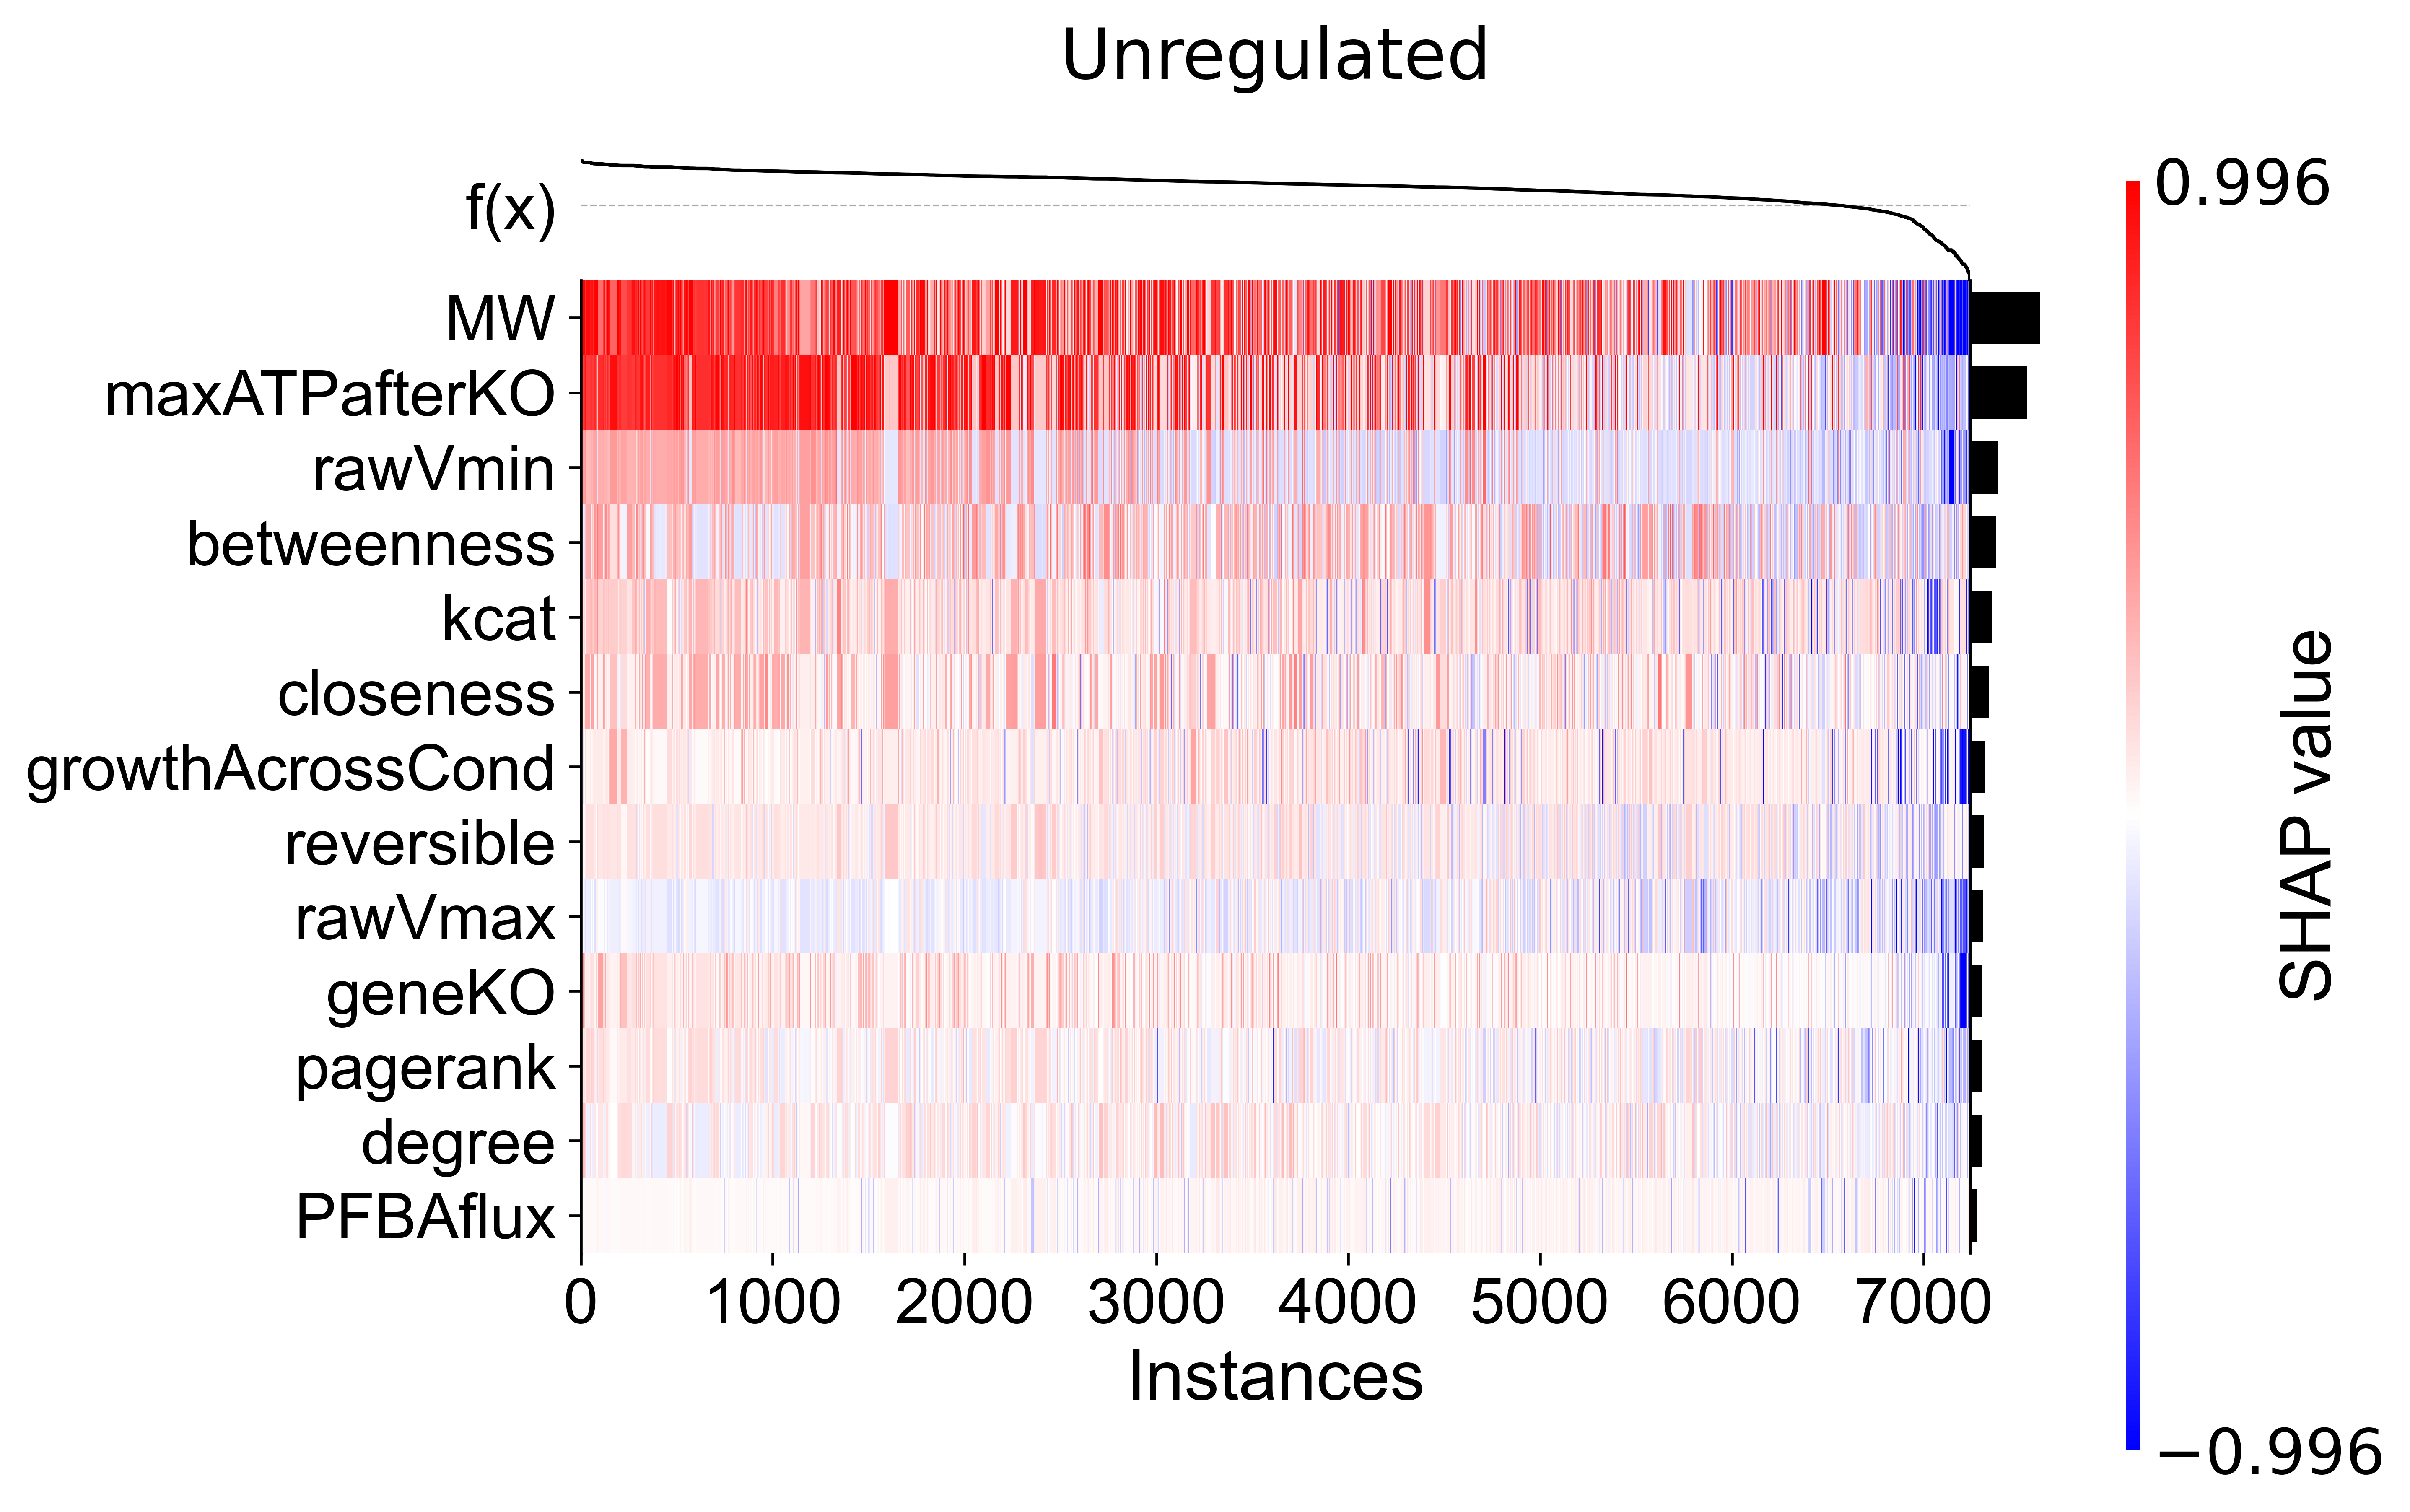 Unregulated
f(x)
MW
maxATPafterKO
rawVmin
betweenness
kcat
closeness
growthAcrossCond
reversible
rawVmax
geneKO
pagerank
degree
PFBAflux
0 1000 2000 3000 4000 5000 6000 7000
Instances
0.996
SHAP value
−0.996